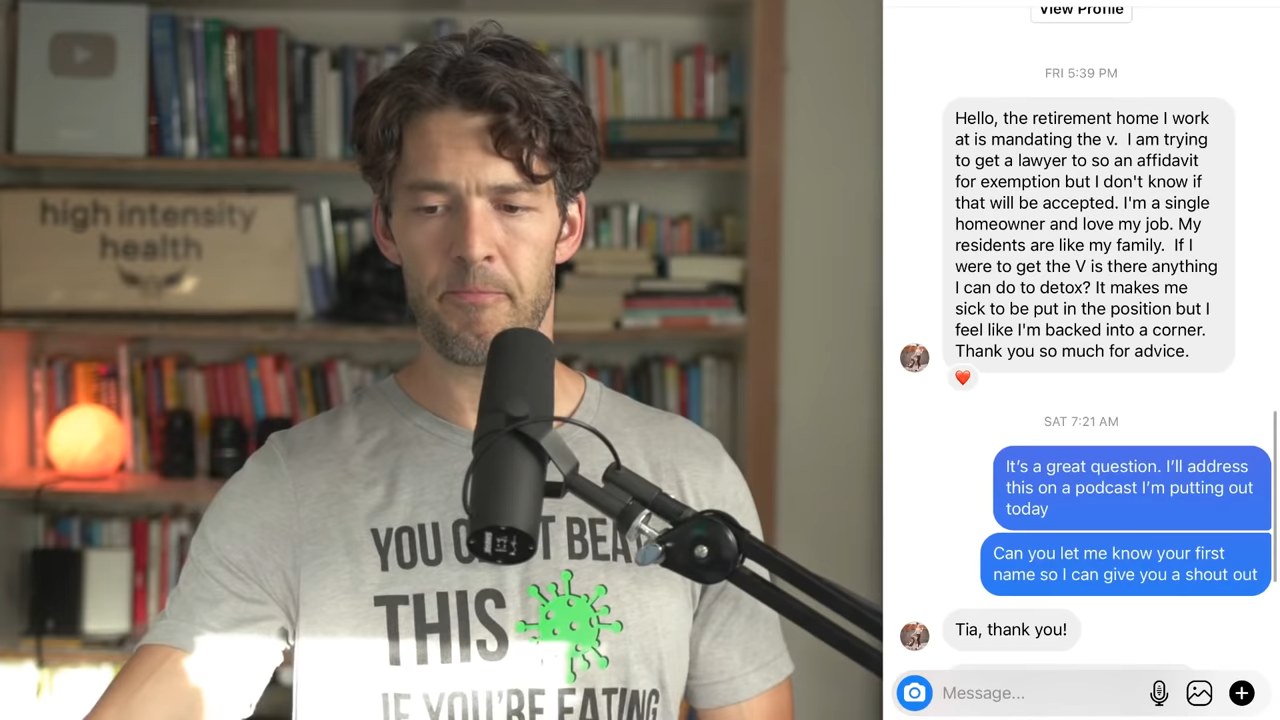 high intensity
health
YOU BEA
THIS
IF YOU'RE EATING
View Profile
FRI 5:39 PM
Hello, the retirement home I work
at is mandating the v. I am trying
to get a lawyer to so an affidavit
for exemption but I don't know if
that will be accepted. I'm a single
homeowner and love my job. My
residents are like my family. If I
were to get the V is there anything
I can do to detox? It makes me
sick to be put in the position but I
feel like I'm backed into a corner.
Thank you so much for advice.
SAT 7:21 AM
It's a great question. I'll address
this on a podcast I'm putting out
today
Can you let me know your first
name so I can give you a shout out
Tia, thank you!
Message...